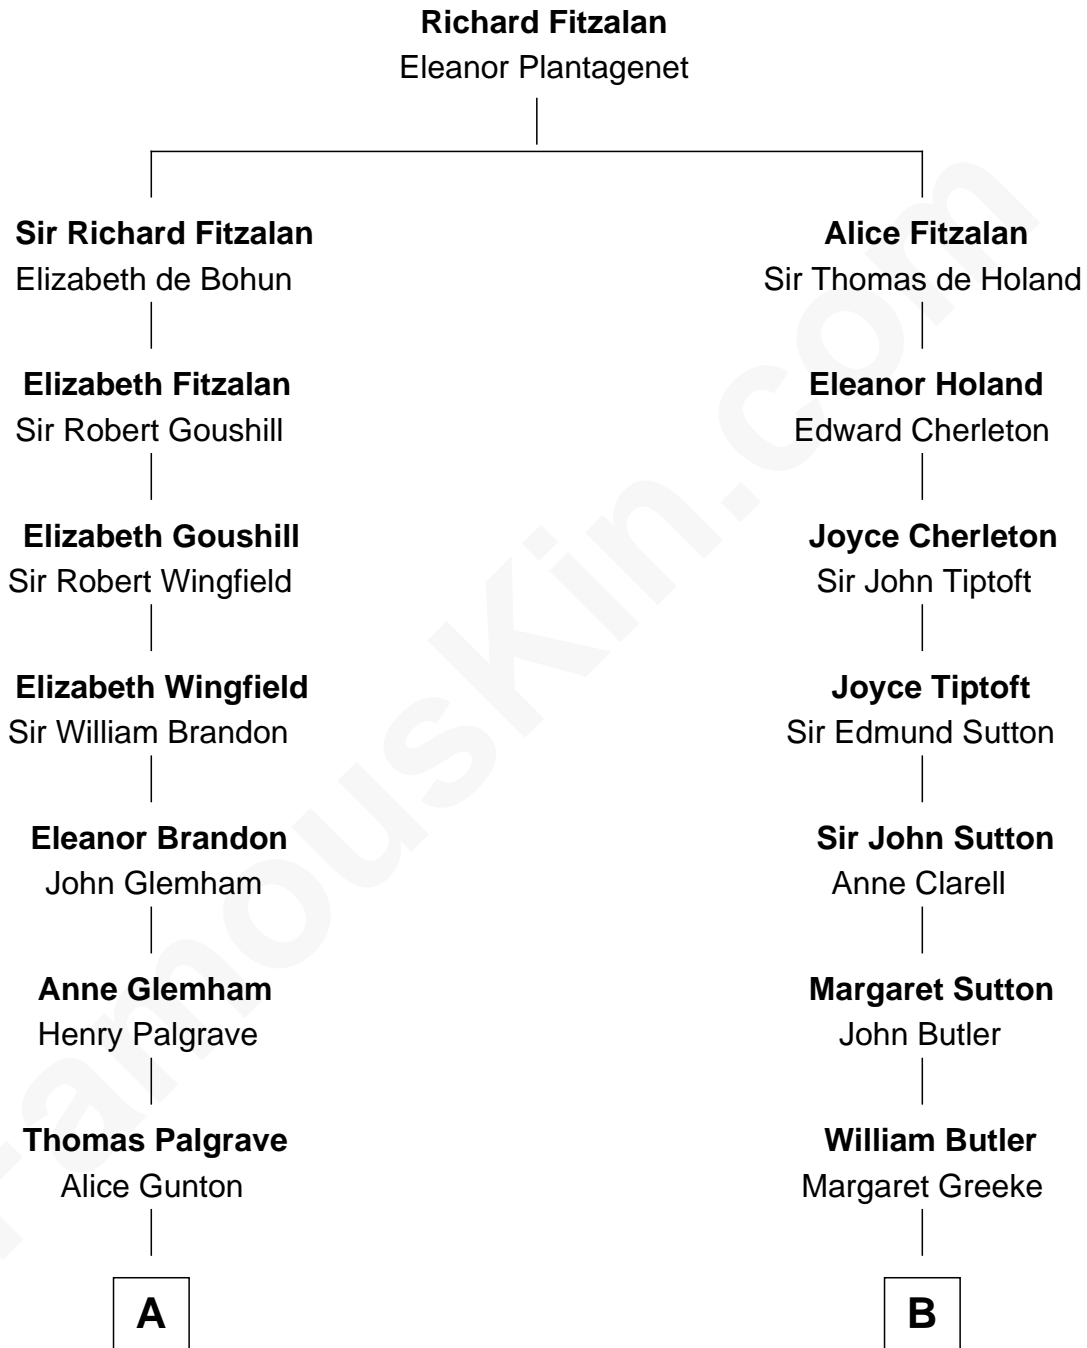 Richard Fitzalan
Eleanor Plantagenet
Sir Richard Fitzalan
Elizabeth de Bohun
Alice Fitzalan
Sir Thomas de Holand
Elizabeth Fitzalan
Sir Robert Goushill
Eleanor Holand
Edward Cherleton
Elizabeth Goushill
Sir Robert Wingfield
Joyce Cherleton
Sir John Tiptoft
Elizabeth Wingfield
Sir William Brandon
Joyce Tiptoft
Sir Edmund Sutton
Eleanor Brandon
John Glemham
Sir John Sutton
Anne Clarell
Anne Glemham
Henry Palgrave
Margaret Sutton
John Butler
Thomas Palgrave
Alice Gunton
William Butler
Margaret Greeke
A
B
FamousKin.com